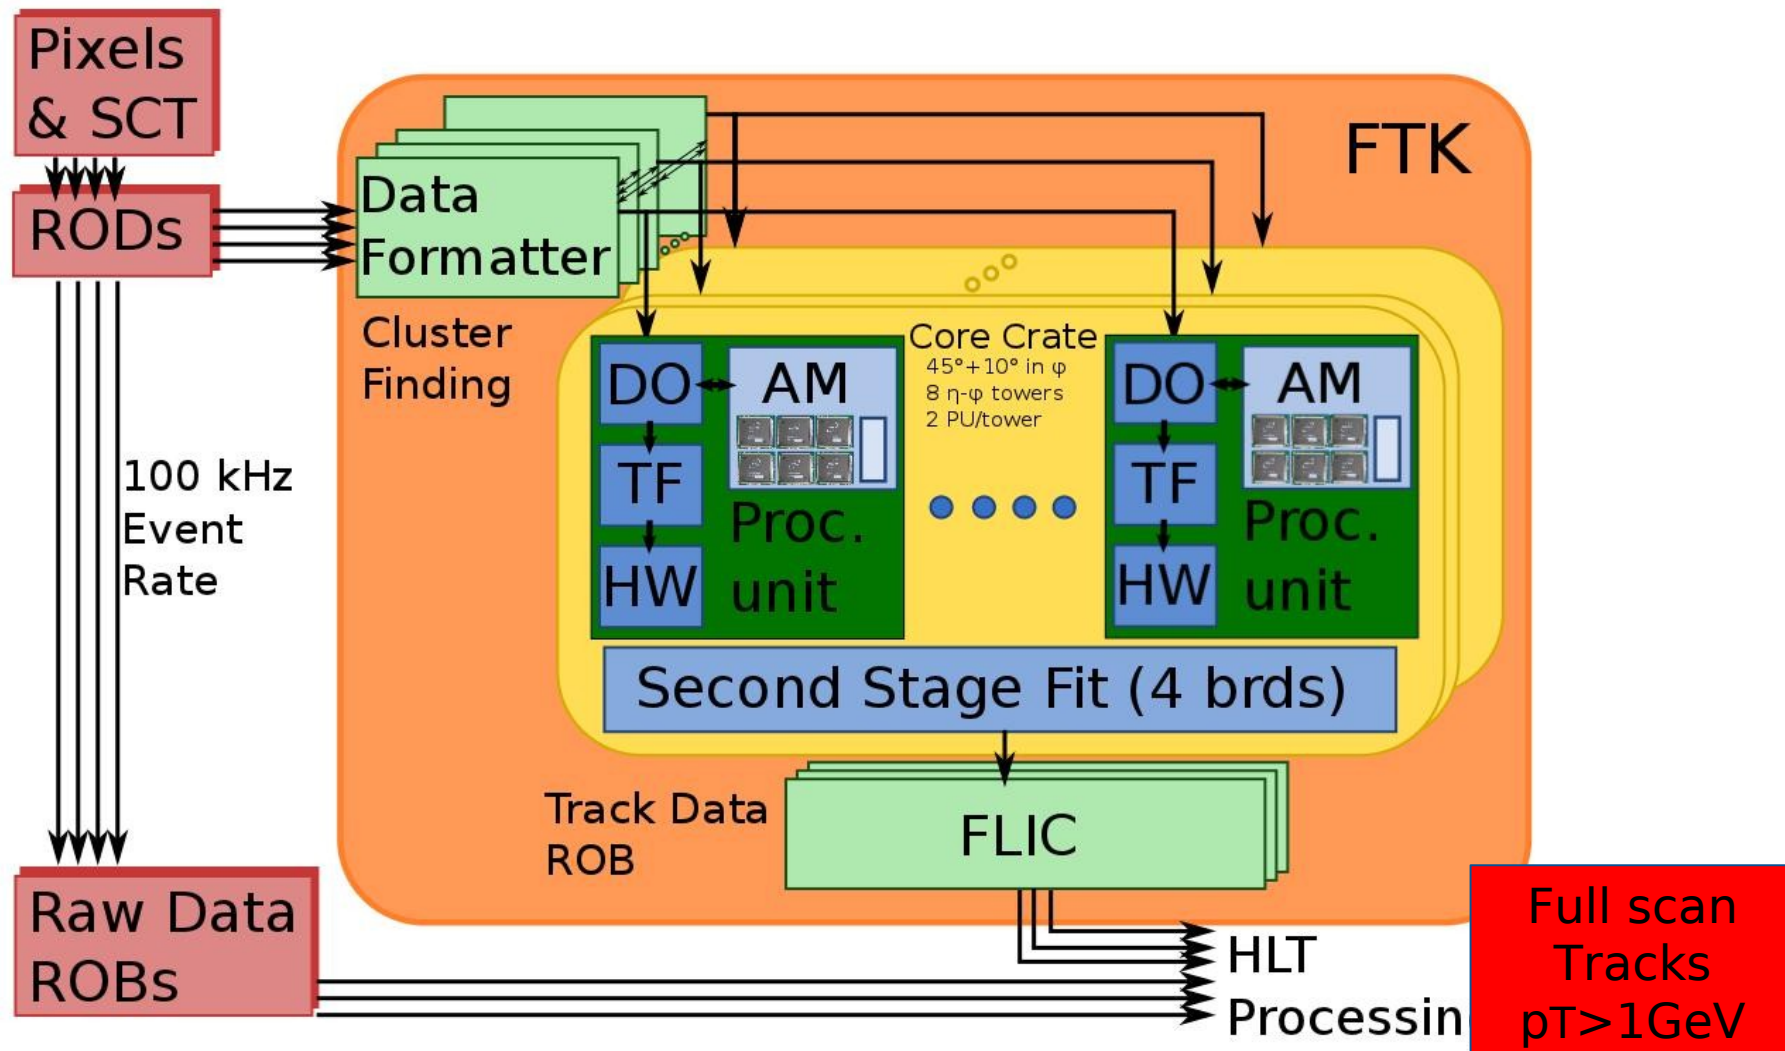 Pixels
& SCT
RODs
Data
Formatter
FTK
Cluster
Finding
Core Crate
45°+10° in φ
8 η-φ towers
2 PU/tower
DO
AM
TF
HW
Proc.
unit
DO
AM
TF
HW
Proc.
unit
100 kHz
Event
Rate
Second Stage Fit (4 brds)
Track Data
ROB
FLIC
Raw Data
ROBs
HLT
Processin
Full scan
Tracks
pT>1GeV